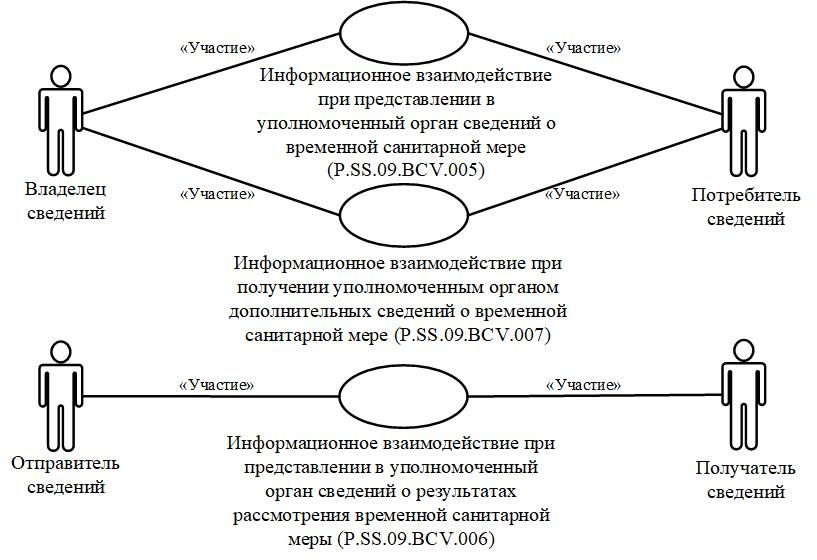 «Участие»
«Участие»
Информационное взаимодействие
при представлении в
уполномоченный орган сведений о
временной санитарной мере
(P.SS.09.BCV.005)
Владелец
сведений
Потребитель
сведений
«Участие»
«Участие»
Информационное взаимодействие при
получении уполномоченным органом
дополнительных сведений о временной
санитарной мере (P.SS.09.BCV.007)
«Участие»
«Участие»
Отправитель
сведений
Получатель
сведений
Информационное взаимодействие при
представлении в уполномоченный
орган сведений о результатах
рассмотрения временной санитарной
меры (P.SS.09.BCV.006)